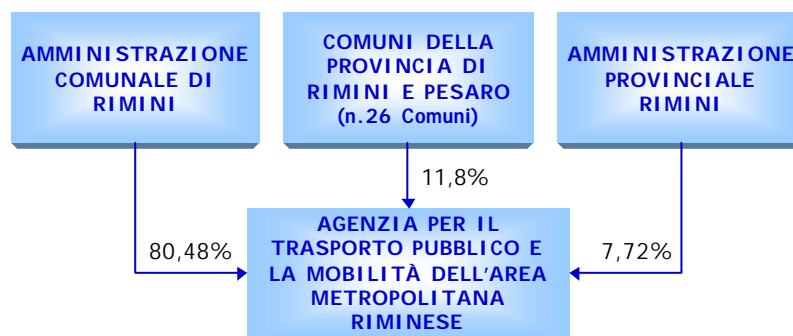 AMMINISTRAZIONE
COMUNALE DI
RIMINI
COMUNI DELLA
PROVINCIA DI
RIMINI E PESARO
(n.26 Comuni)
AMMINISTRAZIONE
PROVINCIALE
RIMINI
11,8%
80,48%
7,72%
AGENZIA PER IL
TRASPORTO PUBBLICO E
LA MOBILITÀ DELL'AREA
METROPOLITANA
RIMINESE